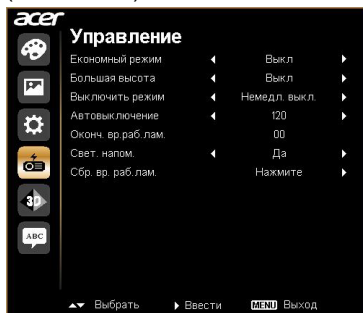 acer
Управление
Економный режим Выкл
Большая высота Выкл
Выключить режим Немедл. выкл.
Автовыключение 120
Оконч. вр.раб.лам. 00
Свет. напом. Да
Сбр. вр. раб.лам. Нажмите
3D
ABC
Выбрать Ввести MENU Выход